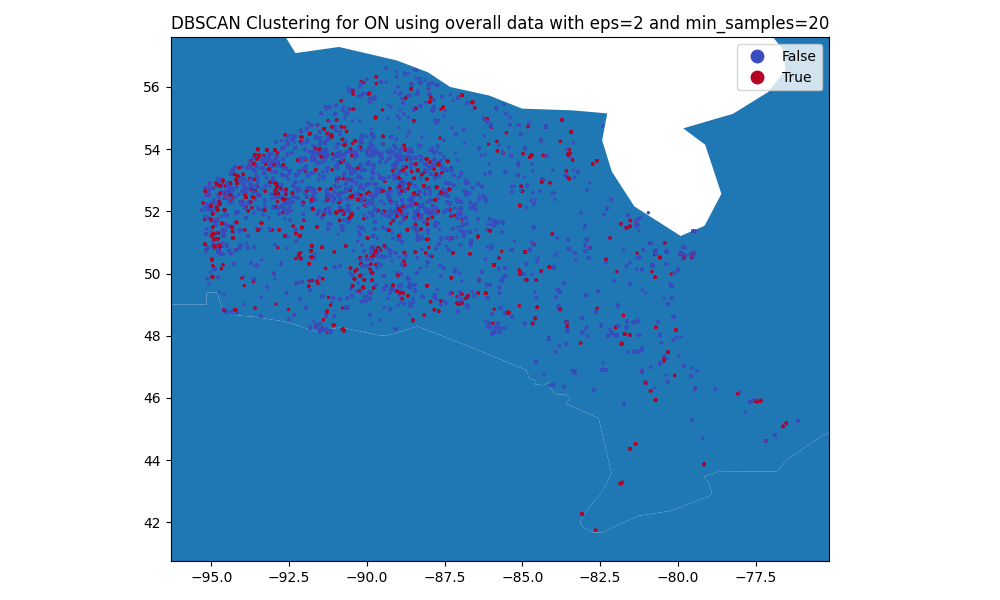 DBSCAN Clustering for ON using overall data with eps=2 and min_samples=20
False
True
56
54
52
50
48
46
44
42
−95.0 −92.5 −90.0 −87.5 −85.0 −82.5 −80.0 −77.5